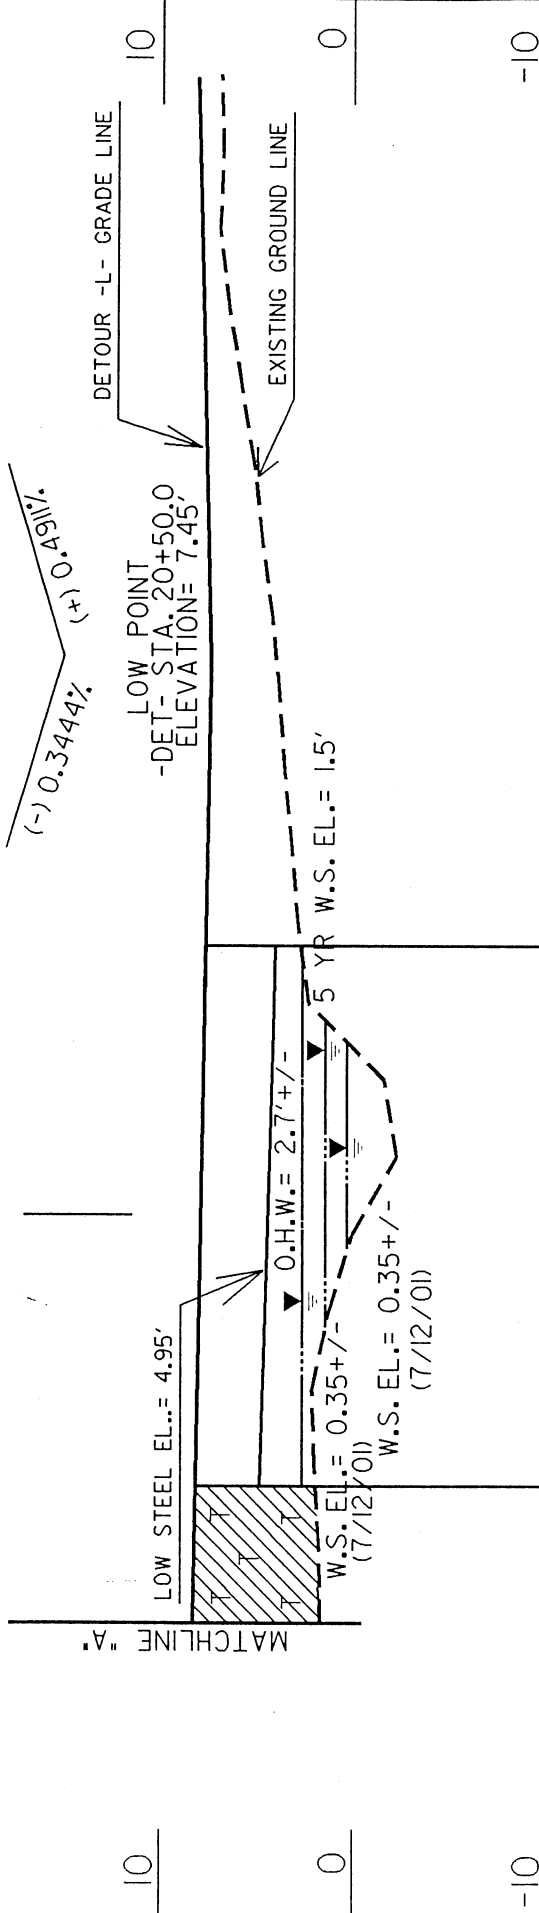 10
0
-10
(-) 0.3444%
(+) 0.4911%
LOW POINT
-DET- STA. 20+50.0
ELEVATION= 7.45'
DETOUR -L- GRADE LINE
EXISTING GROUND LINE
LOW STEEL EL..= 4.95'
O.H.W.= 2.7'+/-
5 YR W.S. EL.= 1.5'
W.S. EL.= 0.35+/-
(7/12/01)
W.S. EL.= 0.35+/-
(7/12/01)
MATCHLINE "A"
10
0
-10